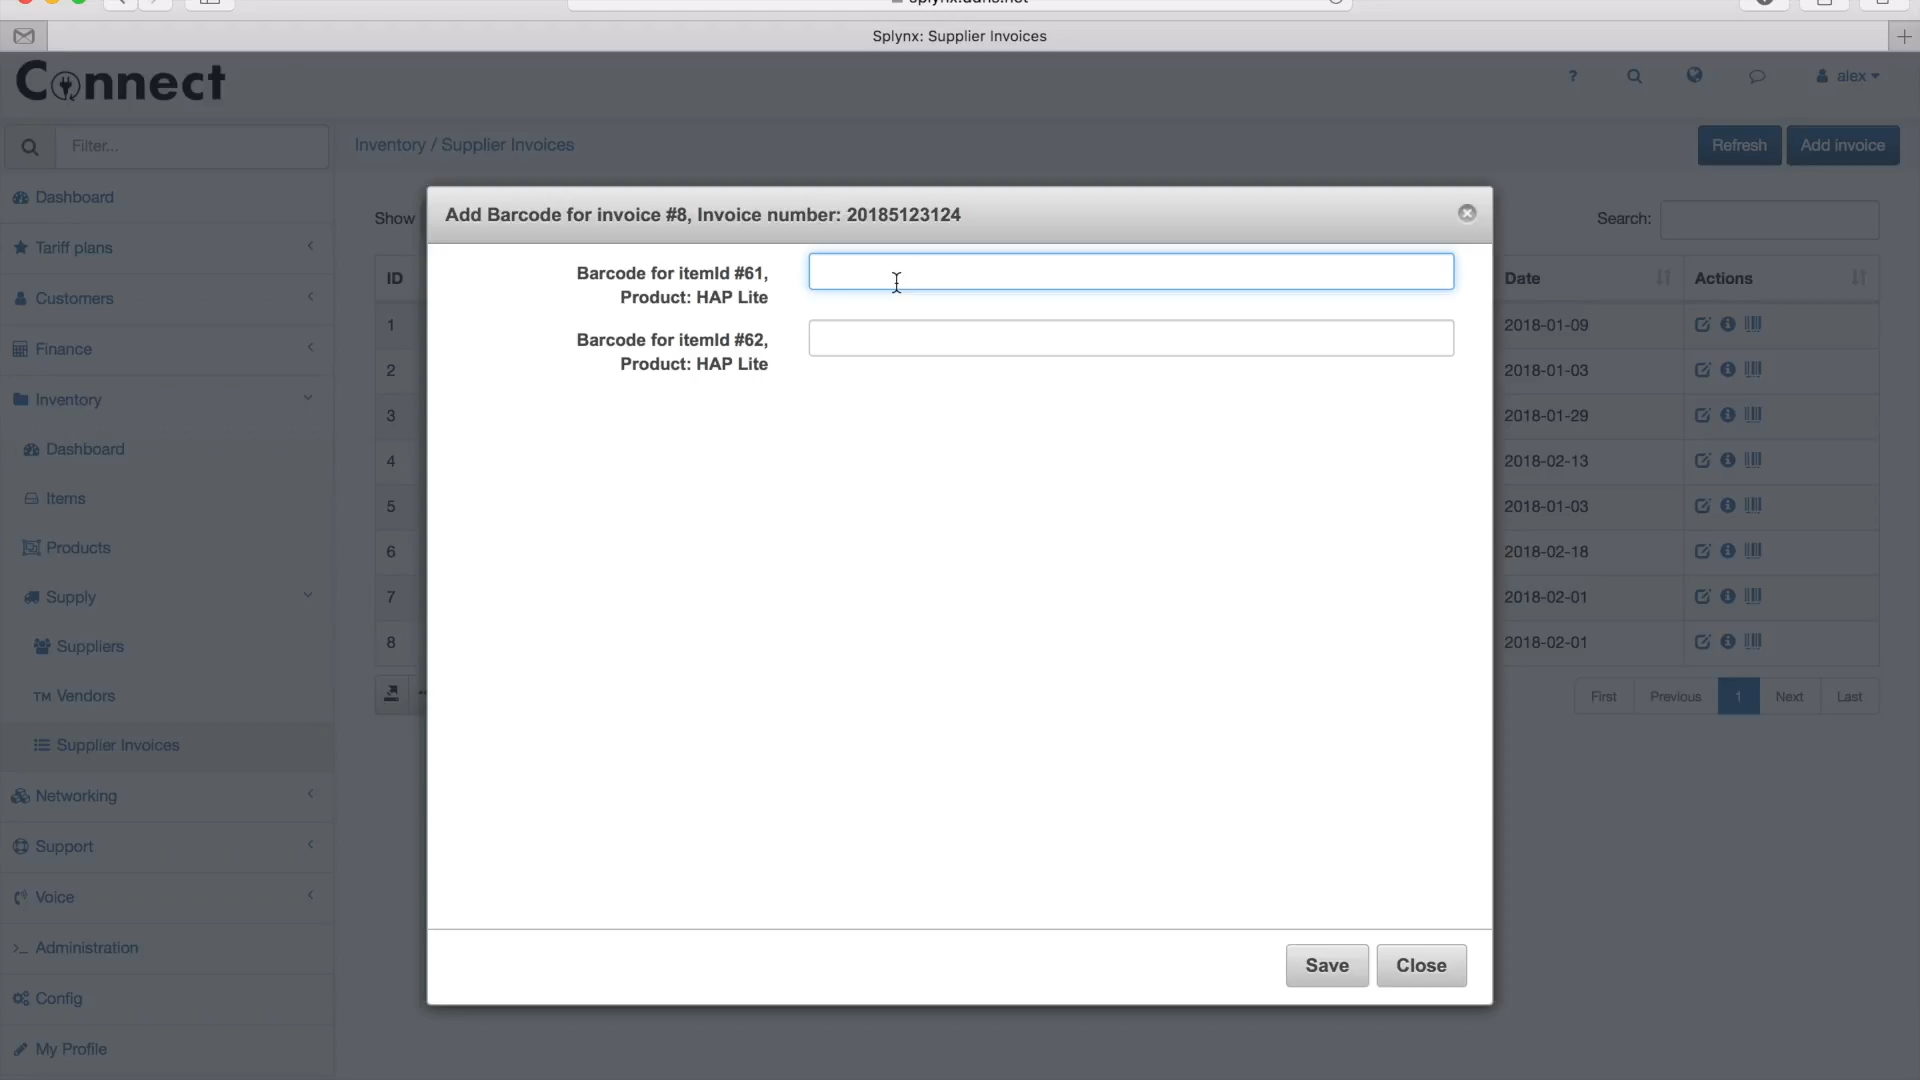 Splynx: Supplier Invoices
Connect
? alex
Filter...
Inventory / Supplier Invoices
Refresh
Add invoice
Dashboard
Tariff plans
Customers
Finance
Inventory
Dashboard
Items
Products
Supply
Suppliers
TM Vendors
Supplier Invoices
Networking
Support
Voice
Administration
Config
My Profile
Show
Search:
ID
Date
Actions
1
2018-01-09
2
2018-01-03
3
2018-01-29
4
2018-02-13
5
2018-01-03
6
2018-02-18
7
2018-02-01
8
2018-02-01
First
Previous
1
Next
Last
Add Barcode for invoice #8, Invoice number: 20185123124
Barcode for itemId #61,
Product: HAP Lite
Barcode for itemId #62,
Product: HAP Lite
Save
Close